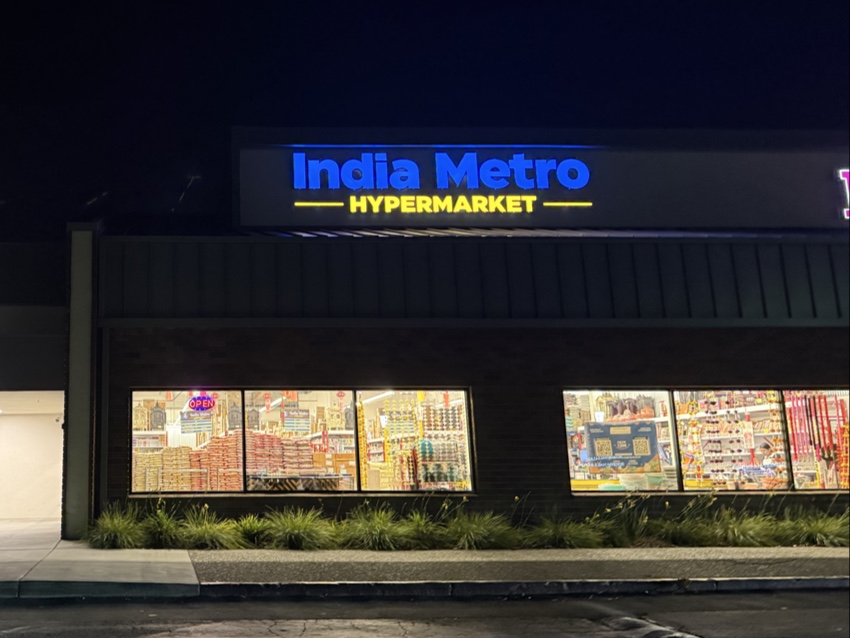 India Metro
HYPERMARKET
OPEN